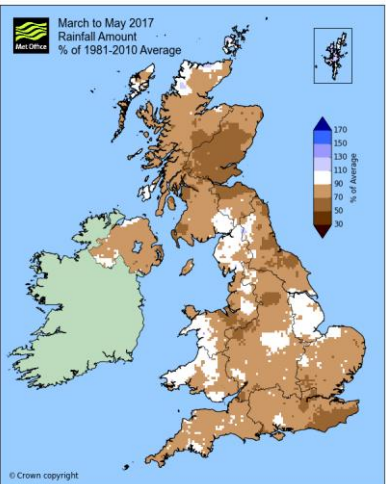 March to May 2017
Rainfall Amount
% of 1981-2010 Average
Met Office
170
150
130
110
90
70
50
30
% of Average
© Crown copyright